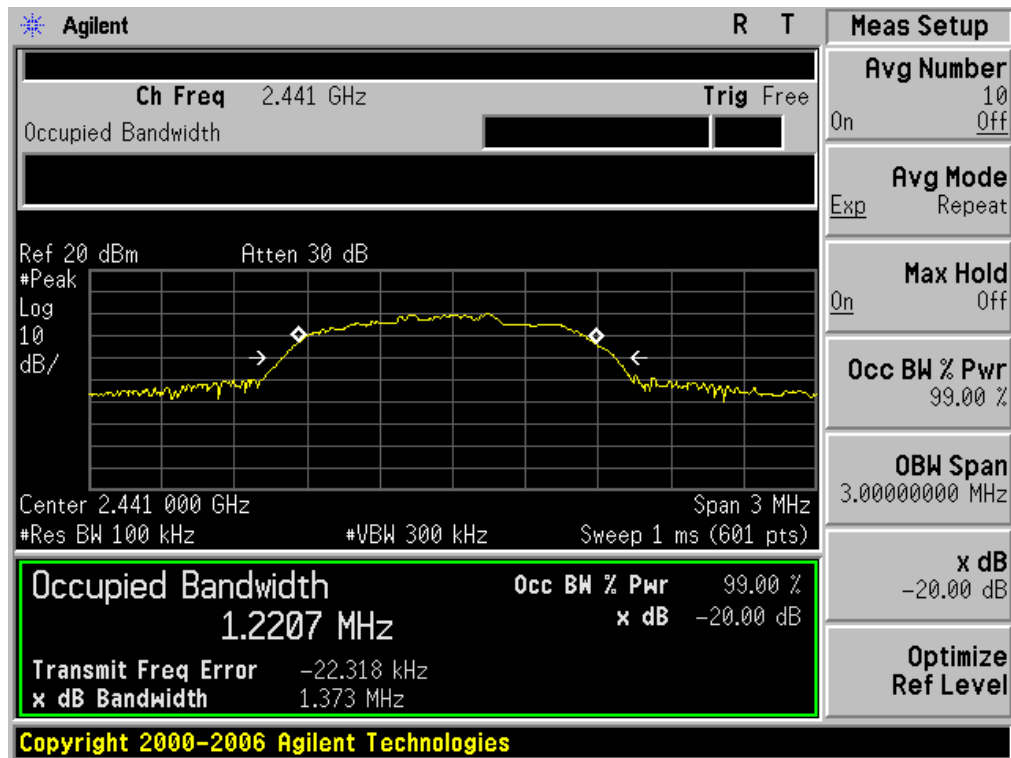 Agilent R T
Ch Freq 2.441 GHz Trig Free
Occupied Bandwidth
Ref 20 dBm Atten 30 dB
#Peak
Log
10
dB/
Center 2.441 000 GHz Span 3 MHz
#Res BW 100 kHz #VBW 300 kHz Sweep 1 ms (601 pts)
Occupied Bandwidth Occ BW % Pwr 99.00 %
1.2207 MHz x dB -20.00 dB
Transmit Freq Error -22.318 kHz
x dB Bandwidth 1.373 MHz
Copyright 2000-2006 Agilent Technologies
Meas Setup
Avg Number
10
On Off
Avg Mode
Exp Repeat
Max Hold
On Off
Occ BW % Pwr
99.00 %
OBW Span
3.00000000 MHz
x dB
-20.00 dB
Optimize
Ref Level